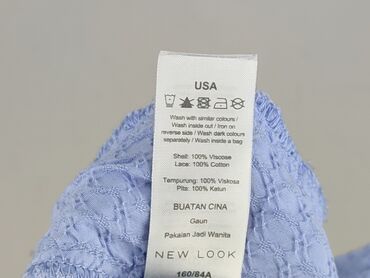 USA
Wash with similar colours /
Wash inside out / Iron on
reverse side / Wash dark colours
separately / Wash inside a bag
Shell: 100% Viscose
Lace: 100% Cotton
Tempurung: 100% Viskosa
Pita: 100% Katun
BUATAN CINA
Gaun
Pakaian Jadi Wanita
NEW LOOK
160/84A